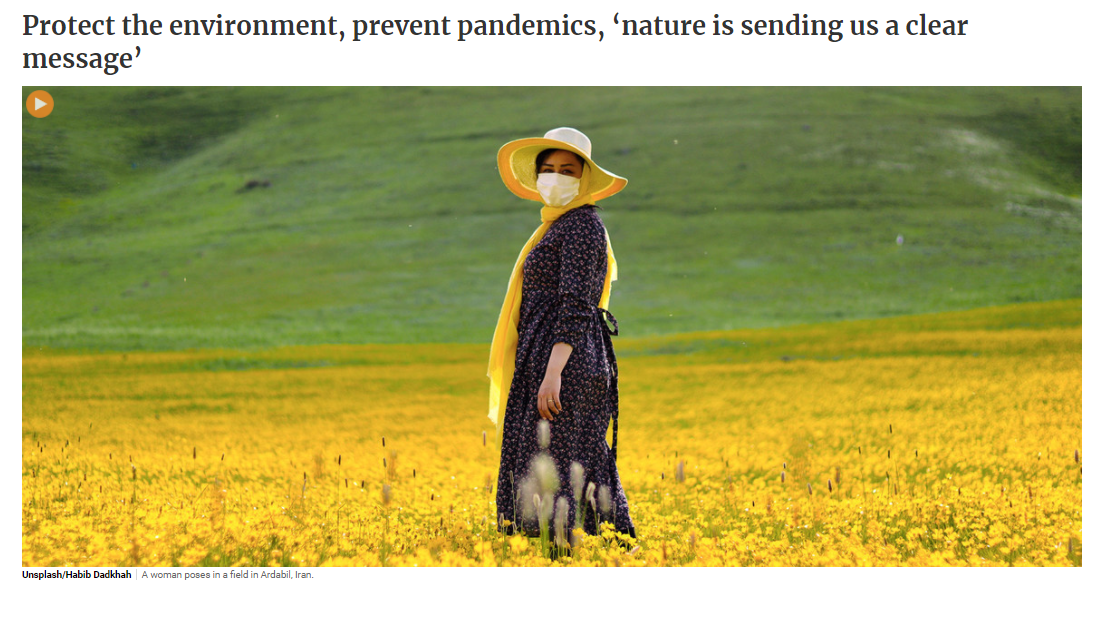 Protect the environment, prevent pandemics, ‘nature is sending us a clear
message’
Unsplash/Habib Dadkhah | A woman poses in a field in Ardabil, Iran.